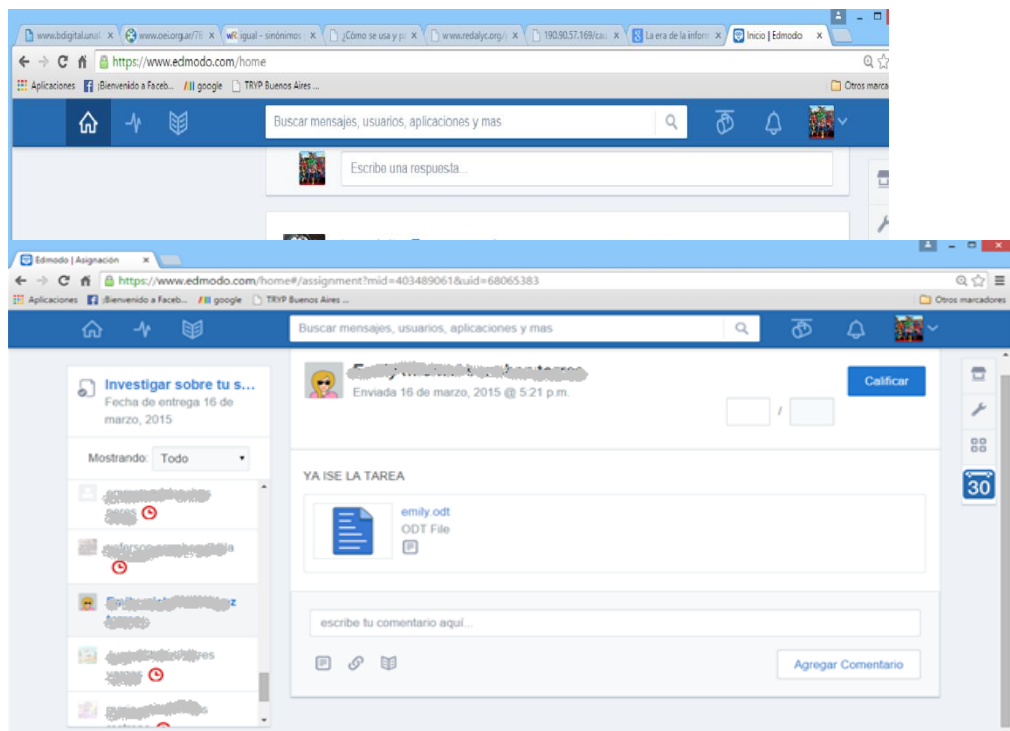 www.bdigital.unal
www.oei.org.ar/7E
wR igual - sinónimos
¿Cómo se usa y p
www.redalyc.org/
190.90.57.169/cau
La era de la inform
Inicio | Edmodo
https://www.edmodo.com/home
Aplicaciones
¡Bienvenido a Faceb...
google
TRYP Buenos Aires ...
Otros marca
Buscar mensajes, usuarios, aplicaciones y mas
Escribe una respuesta...
Edmodo | Asignación
https://www.edmodo.com/home#/assignment?mid=403489061&uid=68065383
Aplicaciones
¡Bienvenido a Faceb...
google
TRYP Buenos Aires ...
Otros marcadores
Buscar mensajes, usuarios, aplicaciones y mas
Investigar sobre tu s...
Fecha de entrega 16 de
marzo, 2015
Mostrando: Todo
Enviada 16 de marzo, 2015 @ 5:21 p.m.
Calificar
/
30
YA ISE LA TAREA
emily.odt
ODT File
escribe tu comentario aquí...
Agregar Comentario